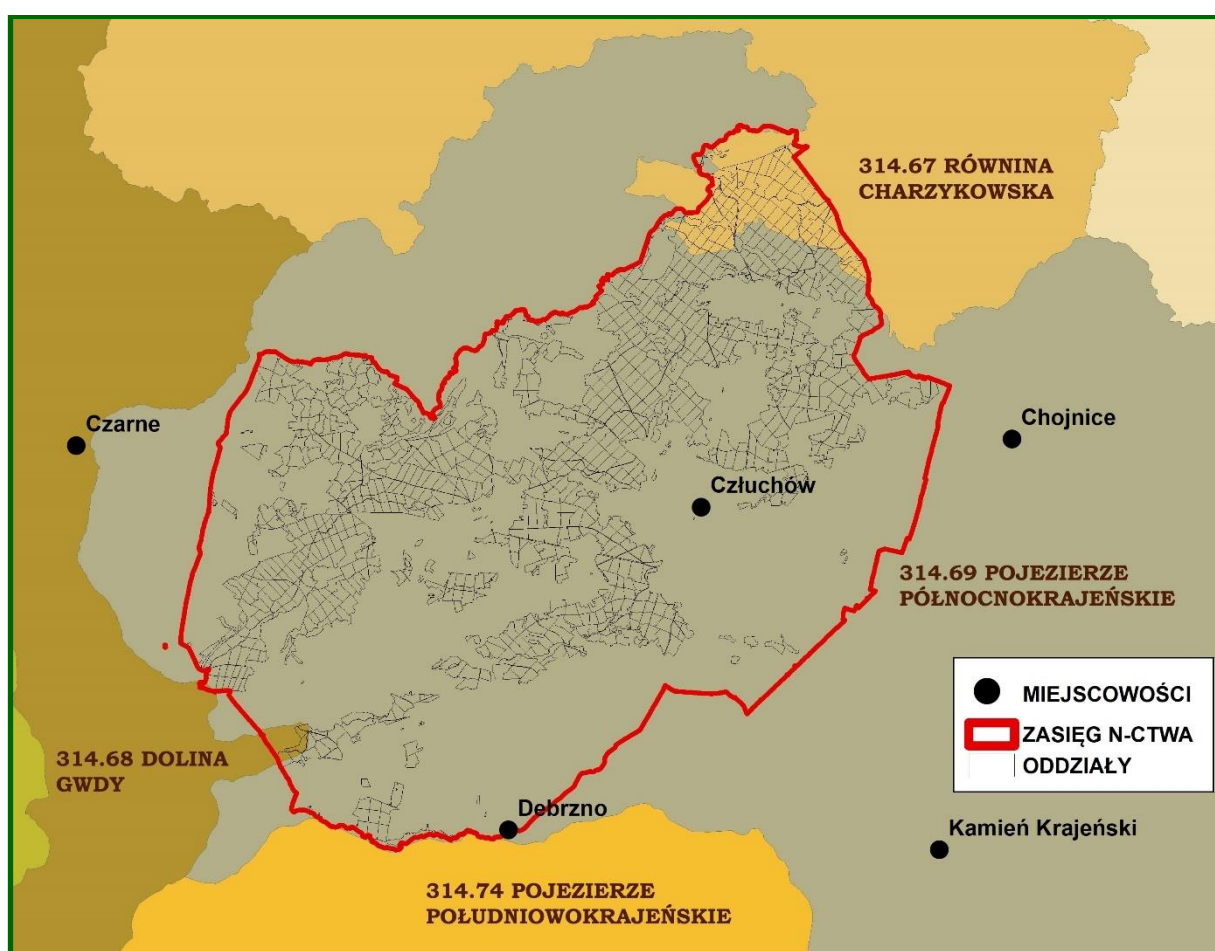 314.67 RÓWNINA
CHARZYKOWSKA
Czarne
Chojnice
Człuchów
314.69 POJEZIERZE
PÓŁNOCNOKRAJEŃSKIE
MIEJSCOWOŚCI
ZASIĘG N-CTWA
ODDZIAŁY
314.68 DOLINA
GWDY
Debrzno
Kamień Krajeński
314.74 POJEZIERZE
POŁUDNIOWOKRAJEŃSKIE